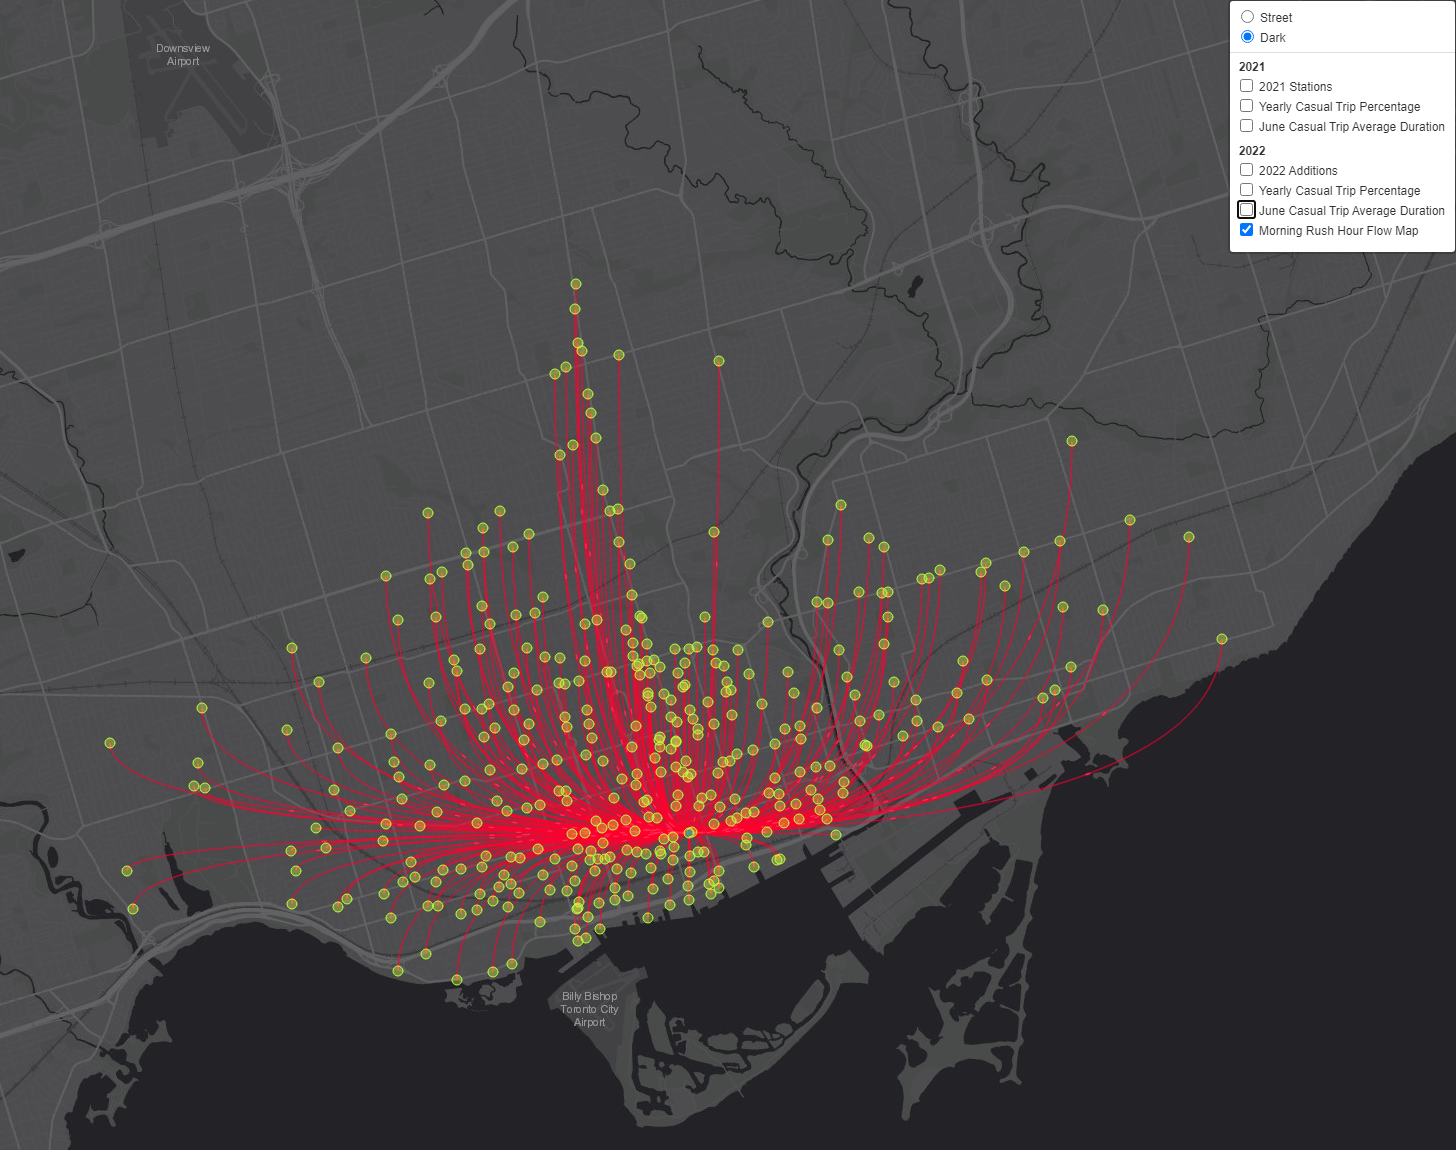 Downsview
Airport
Street
Dark
2021
2021 Stations
Yearly Casual Trip Percentage
June Casual Trip Average Duration
2022
2022 Additions
Yearly Casual Trip Percentage
June Casual Trip Average Duration
Morning Rush Hour Flow Map
Billy Bishop
Toronto City
Airport